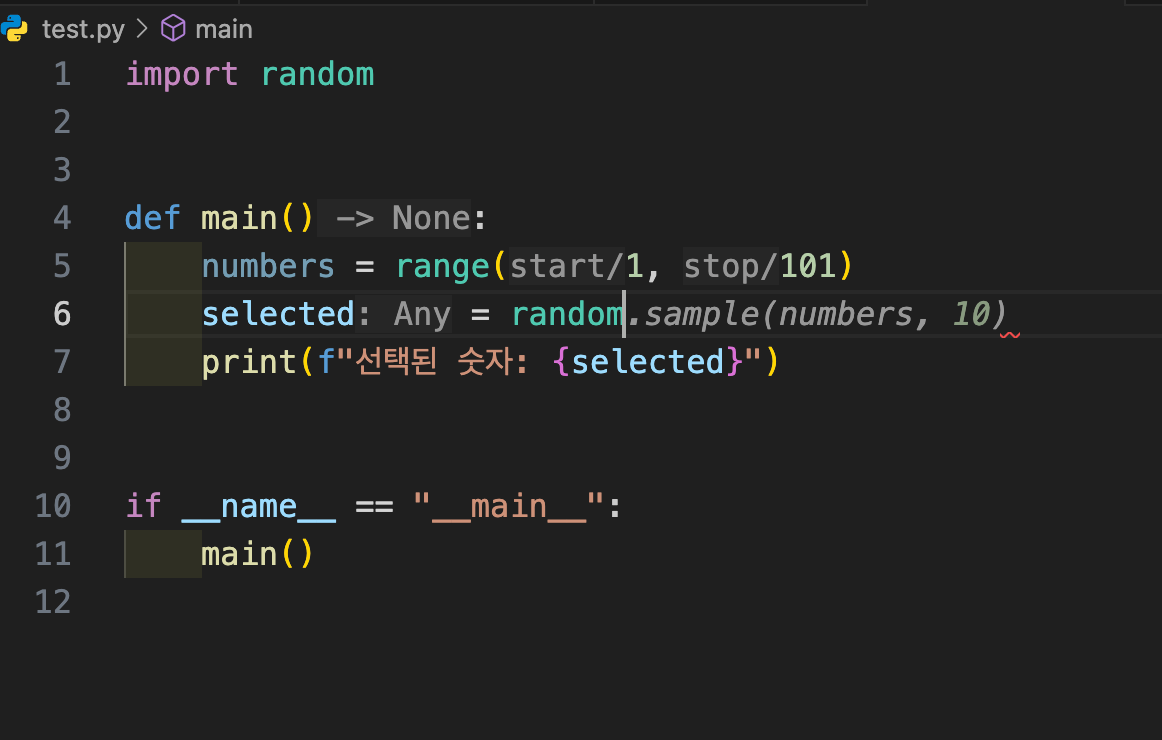 test.py > main
1 import random
2
3
4 def main() -> None:
5 numbers = range(start/1, stop/101)
6 selected: Any = random.sample(numbers, 10)
7 print(f"선택된 숫자: {selected}")
8
9
10 if __name__ == "__main__":
11 main()
12